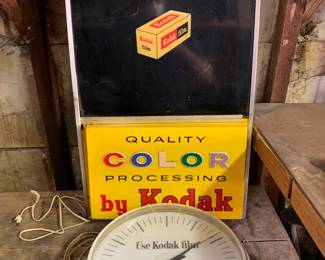 Kodak
film
Kodak
film
QUALITY
COLOR
PROCESSING
by Kodak
Use Kodak film